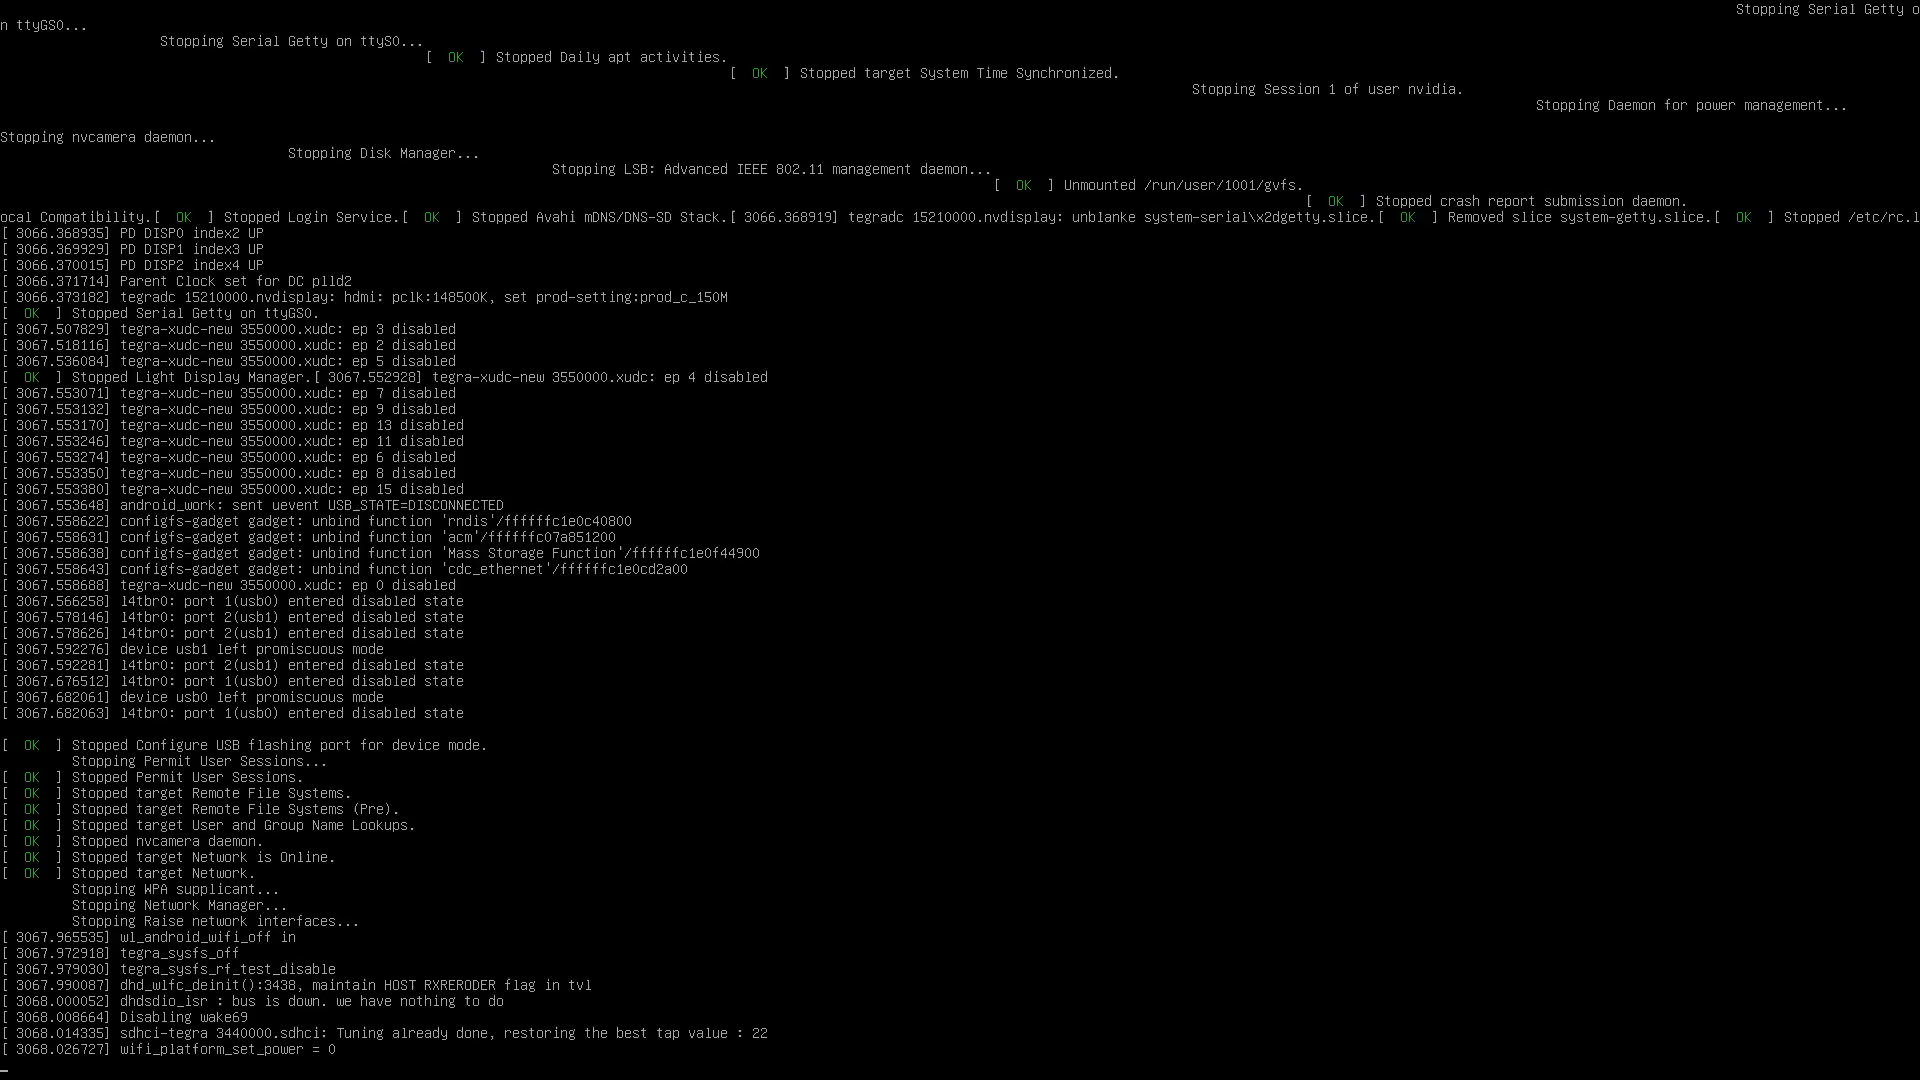 Stopping Serial Getty o
n ttyGS0...
Stopping Serial Getty on ttyS0...
[  OK  ] Stopped Daily apt activities.
[  OK  ] Stopped target System Time Synchronized.
Stopping Session 1 of user nvidia.
Stopping Daemon for power management...
Stopping nvcamera daemon...
Stopping Disk Manager...
Stopping LSB: Advanced IEEE 802.11 management daemon...
[  OK  ] Unmounted /run/user/1001/gvfs.
[  OK  ] Stopped crash report submission daemon.
ocal Compatibility.[  OK  ] Stopped Login Service.[  OK  ] Stopped Avahi mDNS/DNS-SD Stack.[ 3066.368919] tegradc 15210000.nvdisplay: unblanke system-serial\x2dgetty.slice.[  OK  ] Removed slice system-getty.slice.[  OK  ] Stopped /etc/rc.l
[ 3066.368935] PD DISP0 index2 UP
[ 3066.369929] PD DISP1 index3 UP
[ 3066.370015] PD DISP2 index4 UP
[ 3066.371714] Parent Clock set for DC plld2
[ 3066.373182] tegradc 15210000.nvdisplay: hdmi: pclk:148500K, set prod-setting:prod_c_150M
[  OK  ] Stopped Serial Getty on ttyGS0.
[ 3067.507829] tegra-xudc-new 3550000.xudc: ep 3 disabled
[ 3067.518116] tegra-xudc-new 3550000.xudc: ep 2 disabled
[ 3067.536084] tegra-xudc-new 3550000.xudc: ep 5 disabled
[  OK  ] Stopped Light Display Manager.[ 3067.552928] tegra-xudc-new 3550000.xudc: ep 4 disabled
[ 3067.553071] tegra-xudc-new 3550000.xudc: ep 7 disabled
[ 3067.553132] tegra-xudc-new 3550000.xudc: ep 9 disabled
[ 3067.553170] tegra-xudc-new 3550000.xudc: ep 13 disabled
[ 3067.553246] tegra-xudc-new 3550000.xudc: ep 11 disabled
[ 3067.553274] tegra-xudc-new 3550000.xudc: ep 6 disabled
[ 3067.553350] tegra-xudc-new 3550000.xudc: ep 8 disabled
[ 3067.553380] tegra-xudc-new 3550000.xudc: ep 15 disabled
[ 3067.553648] android_work: sent uevent USB_STATE=DISCONNECTED
[ 3067.558622] configfs-gadget gadget: unbind function 'rndis'/ffffffc1e0c40800
[ 3067.558631] configfs-gadget gadget: unbind function 'acm'/ffffffc07a851200
[ 3067.558638] configfs-gadget gadget: unbind function 'Mass Storage Function'/ffffffc1e0f44900
[ 3067.558643] configfs-gadget gadget: unbind function 'cdc_ethernet'/ffffffc1e0cd2a00
[ 3067.558688] tegra-xudc-new 3550000.xudc: ep 0 disabled
[ 3067.566258] l4tbr0: port 1(usb0) entered disabled state
[ 3067.578146] l4tbr0: port 2(usb1) entered disabled state
[ 3067.578626] l4tbr0: port 2(usb1) entered disabled state
[ 3067.592276] device usb1 left promiscuous mode
[ 3067.592281] l4tbr0: port 2(usb1) entered disabled state
[ 3067.676512] l4tbr0: port 1(usb0) entered disabled state
[ 3067.682061] device usb0 left promiscuous mode
[ 3067.682063] l4tbr0: port 1(usb0) entered disabled state
[  OK  ] Stopped Configure USB flashing port for device mode.
Stopping Permit User Sessions...
[  OK  ] Stopped Permit User Sessions.
[  OK  ] Stopped target Remote File Systems.
[  OK  ] Stopped target Remote File Systems (Pre).
[  OK  ] Stopped target User and Group Name Lookups.
[  OK  ] Stopped nvcamera daemon.
[  OK  ] Stopped target Network is Online.
[  OK  ] Stopped target Network.
Stopping WPA supplicant...
Stopping Network Manager...
Stopping Raise network interfaces...
[ 3067.965535] wl_android_wifi_off in
[ 3067.972918] tegra_sysfs_off
[ 3067.979030] tegra_sysfs_rf_test_disable
[ 3067.990087] dhd_wlfc_deinit():3438, maintain HOST RXRERODER flag in tvl
[ 3068.000052] dhdsdio_isr : bus is down. we have nothing to do
[ 3068.008664] Disabling wake69
[ 3068.014335] sdhci-tegra 3440000.sdhci: Tuning already done, restoring the best tap value : 22
[ 3068.026727] wifi_platform_set_power = 0